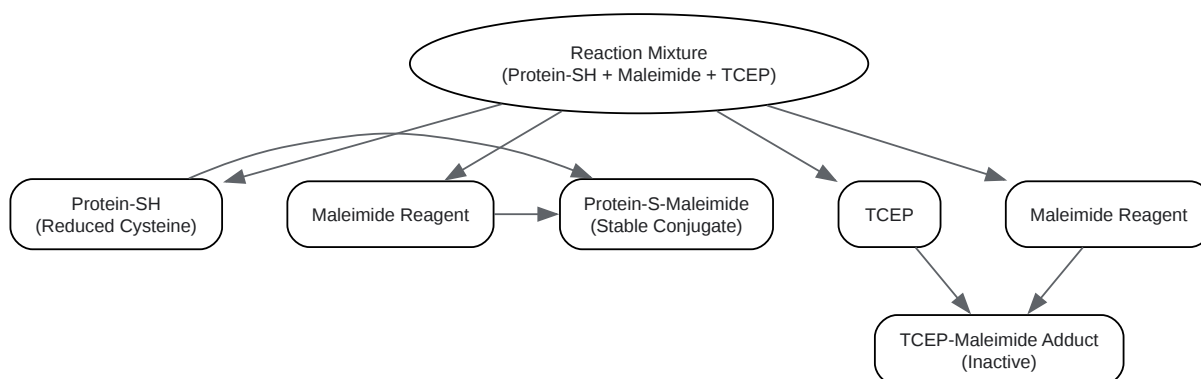 Reaction Mixture
(Protein-SH + Maleimide + TCEP)
Protein-SH
(Reduced Cysteine)
Maleimide Reagent
Protein-S-Maleimide
(Stable Conjugate)
TCEP
Maleimide Reagent
TCEP-Maleimide Adduct
(Inactive)